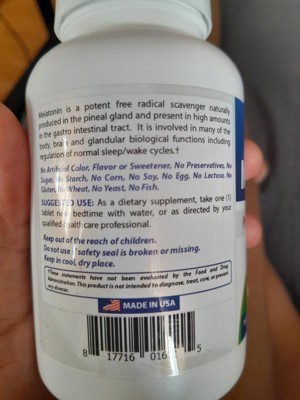 Melatonin is a potent free radical scavenger naturally
produced in the pineal gland and present in high amounts
in the gastro intestinal tract. It is involved in many of the
body, brain and glandular biological functions including
regulation of normal sleep/wake cycles.†
No Artificial Color, Flavor or Sweetener, No Preservatives, No
Sugar, No Starch, No Corn, No Soy, No Egg, No Lactose, No
Gluten, No Wheat, No Yeast, No Fish.
SUGGESTED USE: As a dietary supplement, take one (1)
tablet near bedtime with water, or as directed by your
qualified healthcare professional.
Keep out of the reach of children.
Do not use if safety seal is broken or missing.
Keep in cool, dry place.
†These statements have not been evaluated by the Food and Drug
Administration. This product is not intended to diagnose, treat, cure, or prevent
any disease.
MADE IN USA
8 17716 5